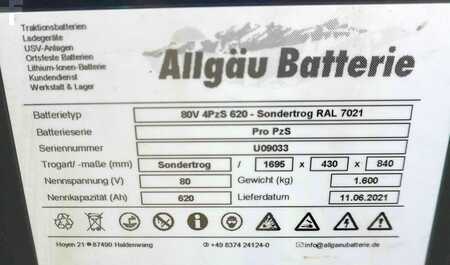 Traktionsbatterien
Ladegeräte
USV-Anlagen
Ortsfeste Batterien
Lithium-Ionen-Batterie
Kundendienst
Werkstatt & Lager
Allgäu Batterie
Batterietyp 80V 4PzS 620 - Sondertrog RAL 7021
Batterieserie Pro PzS
Seriennummer U09033
Trogart/ -maße (mm) Sondertrog / 1695 x 430 x 840
Nennspannung (V) 80 Gewicht (kg) 1.600
Nennkapazität (Ah) 620 Lieferdatum 11.06.2021
Hoyen 21 87490 Haldenwang +49 8374 24124-0 info@allgaeubatterie.de